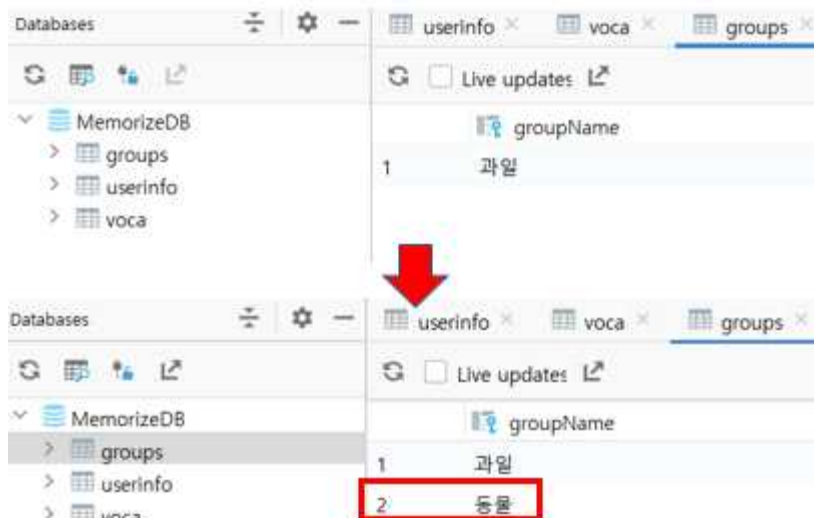 Databases
userinfo voca groups
Live updates
MemorizeDB
groupName
groups
1 과일
userinfo
voca
Databases
userinfo voca groups
Live updates
MemorizeDB
groupName
groups
1 과일
userinfo
2 동물
voca